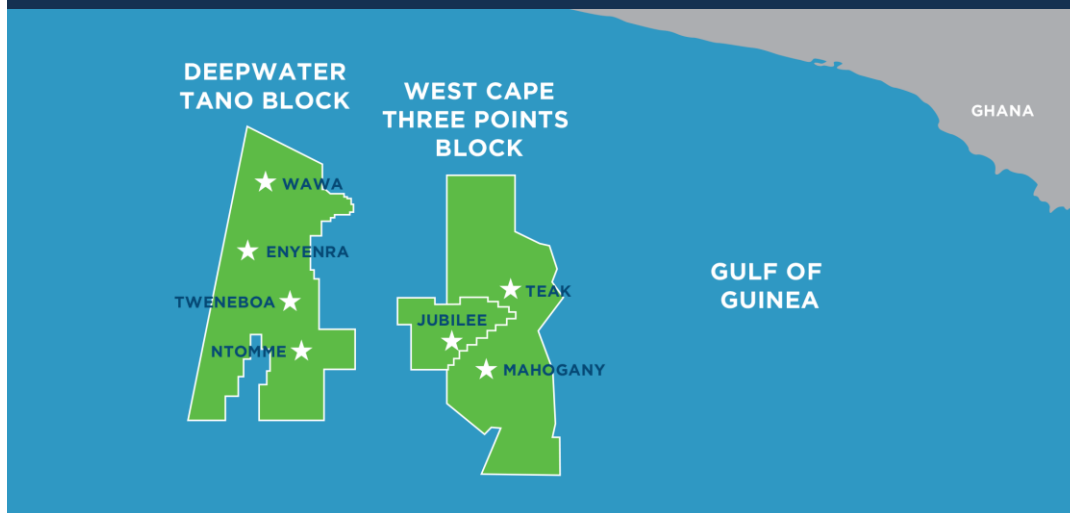 DEEPWATER
TANO BLOCK
WEST CAPE
THREE POINTS
BLOCK
GHANA
WAWA
ENYENRA
TWENEBOA
NTOMME
TEAK
JUBILEE
MAHOGANY
GULF OF
GUINEA